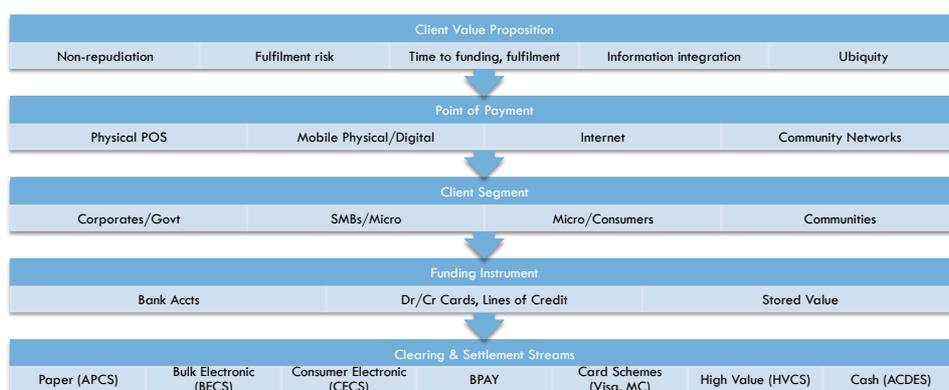 Client Value Proposition
Non-repudiation Fulfilment risk Time to funding, fulfilment Information integration Ubiquity
Point of Payment
Physical POS Mobile Physical/Digital Internet Community Networks
Client Segment
Corporates/Govt SMBs/Micro Micro/Consumers Communities
Funding Instrument
Bank Accts Dr/Cr Cards, Lines of Credit Stored Value
Clearing & Settlement Streams
Paper (APCS) Bulk Electronic (BECS) Consumer Electronic (CECS) BPAY Card Schemes (Visa, MC) High Value (HVCS) Cash (ACDES)